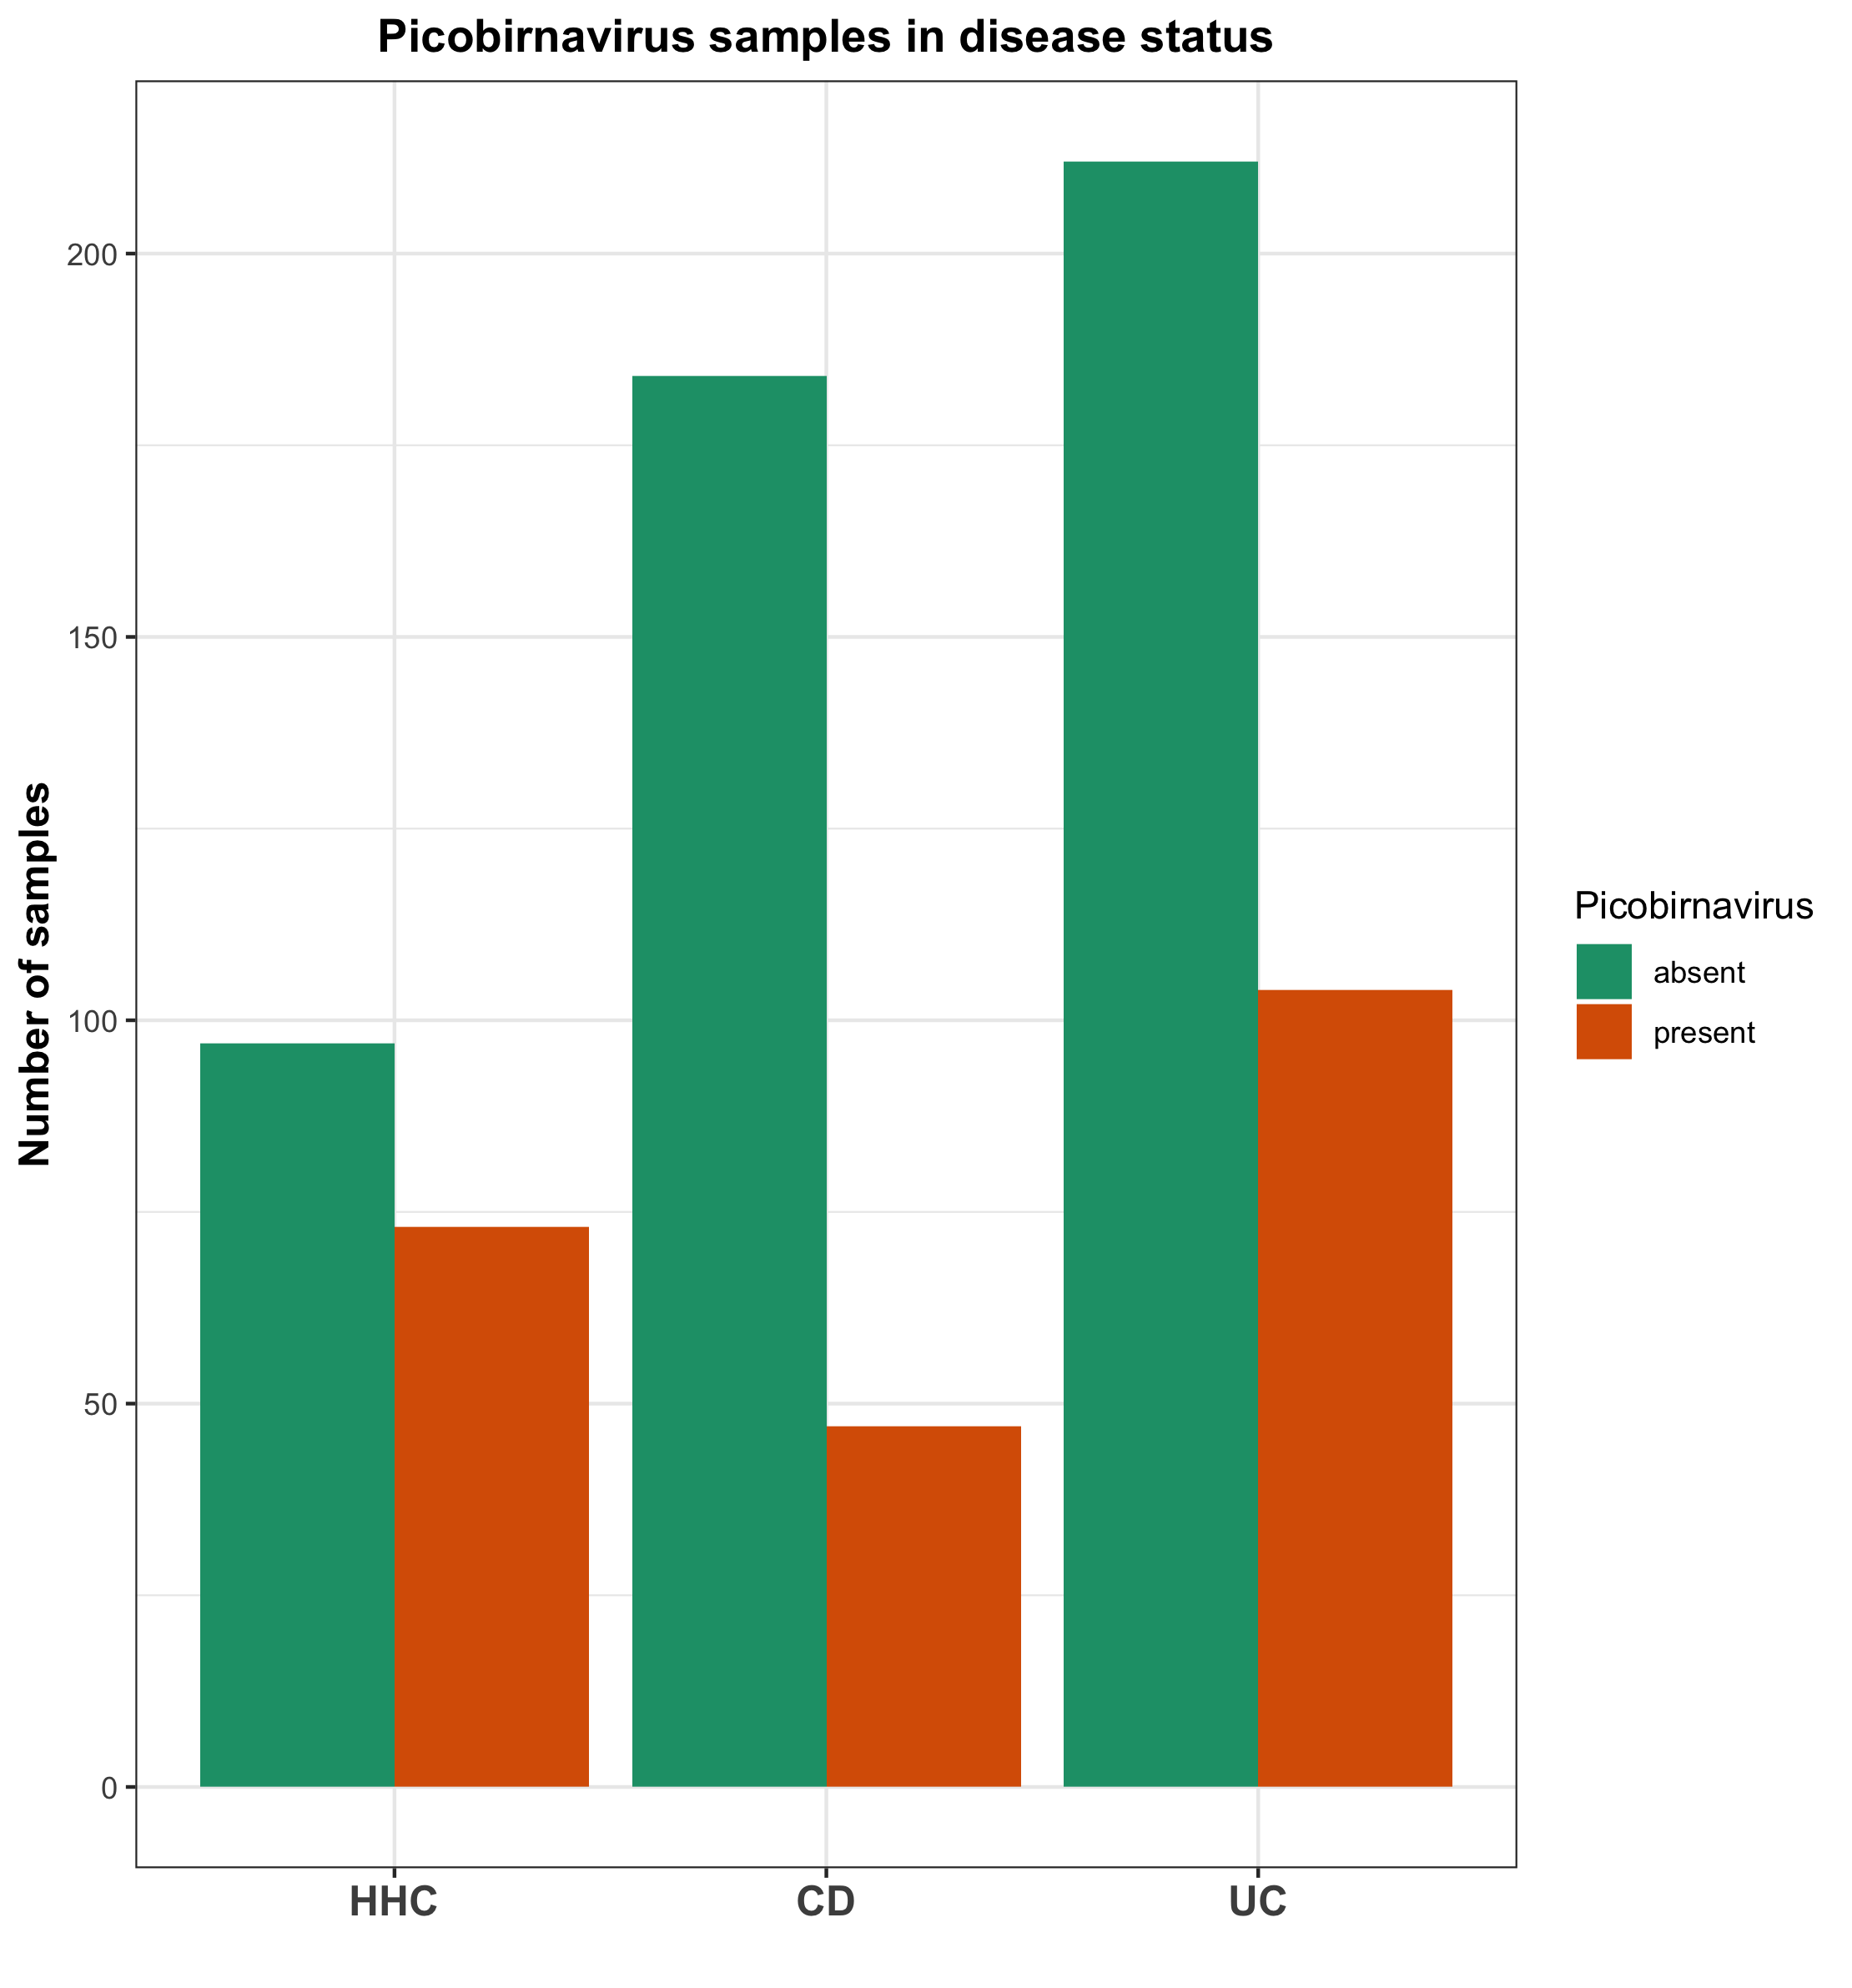 Picobirnavirus samples in disease status
Number of samples
200
150
100
50
0
HHC
CD
UC
Picobirnavirus
absent
present